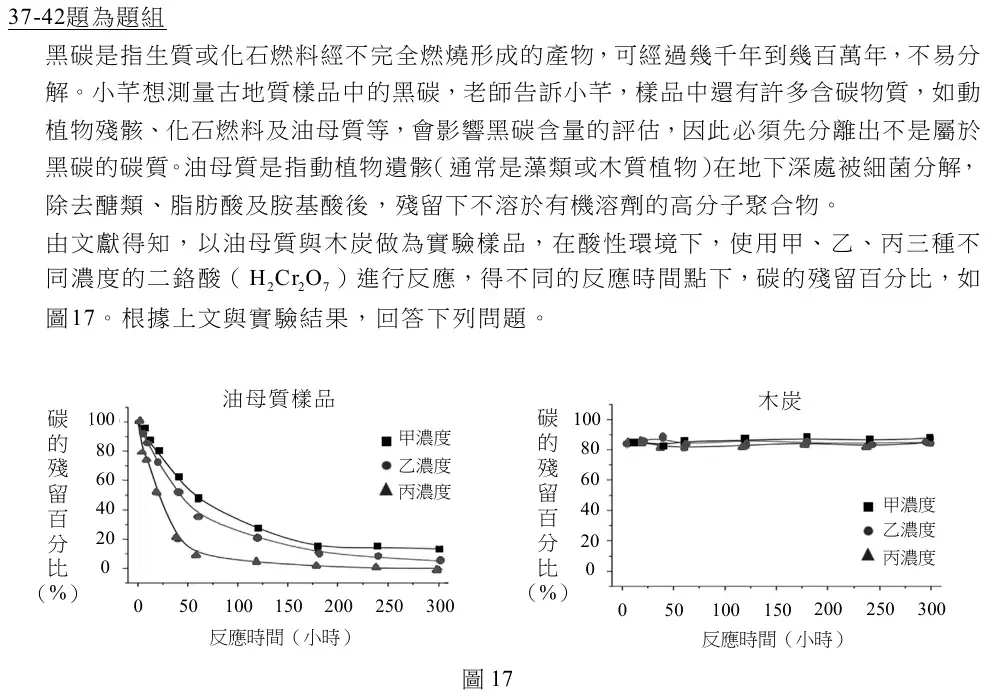 37-42題為題組
黑碳是指生質或化石燃料經不完全燃燒形成的產物，可經過幾千年到幾百萬年，不易分
解。小芊想測量古地質樣品中的黑碳，老師告訴小芊，樣品中還有許多含碳物質，如動
植物殘骸、化石燃料及油母質等，會影響黑碳含量的評估，因此必須先分離出不是屬於
黑碳的碳質。油母質是指動植物遺骸（通常是藻類或木質植物）在地下深處被細菌分解，
除去醣類、脂肪酸及胺基酸後，殘留下不溶於有機溶劑的高分子聚合物。
由文獻得知，以油母質與木炭做為實驗樣品，在酸性環境下，使用甲、乙、丙三種不
同濃度的二鉻酸（H₂Cr₂O₇）進行反應，得不同的反應時間點下，碳的殘留百分比，如
圖17。根據上文與實驗結果，回答下列問題。
油母質樣品
碳的殘留百分比(%)
100
80
60
40
20
0
甲濃度
乙濃度
丙濃度
0 50 100 150 200 250 300
反應時間（小時）
木炭
碳的殘留百分比(%)
100
80
60
40
20
0
甲濃度
乙濃度
丙濃度
0 50 100 150 200 250 300
反應時間（小時）
圖 17